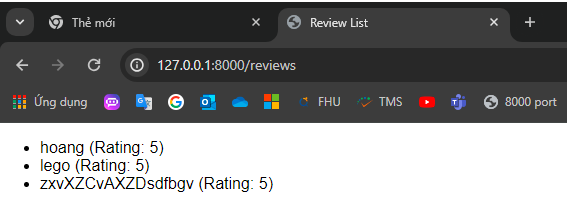 Thẻ mới
Review List
127.0.0.1:8000/reviews
Ứng dụng
FHU
TMS
8000 port
hoang (Rating: 5)
lego (Rating: 5)
zxvXZCvAXZDsdfbgv (Rating: 5)